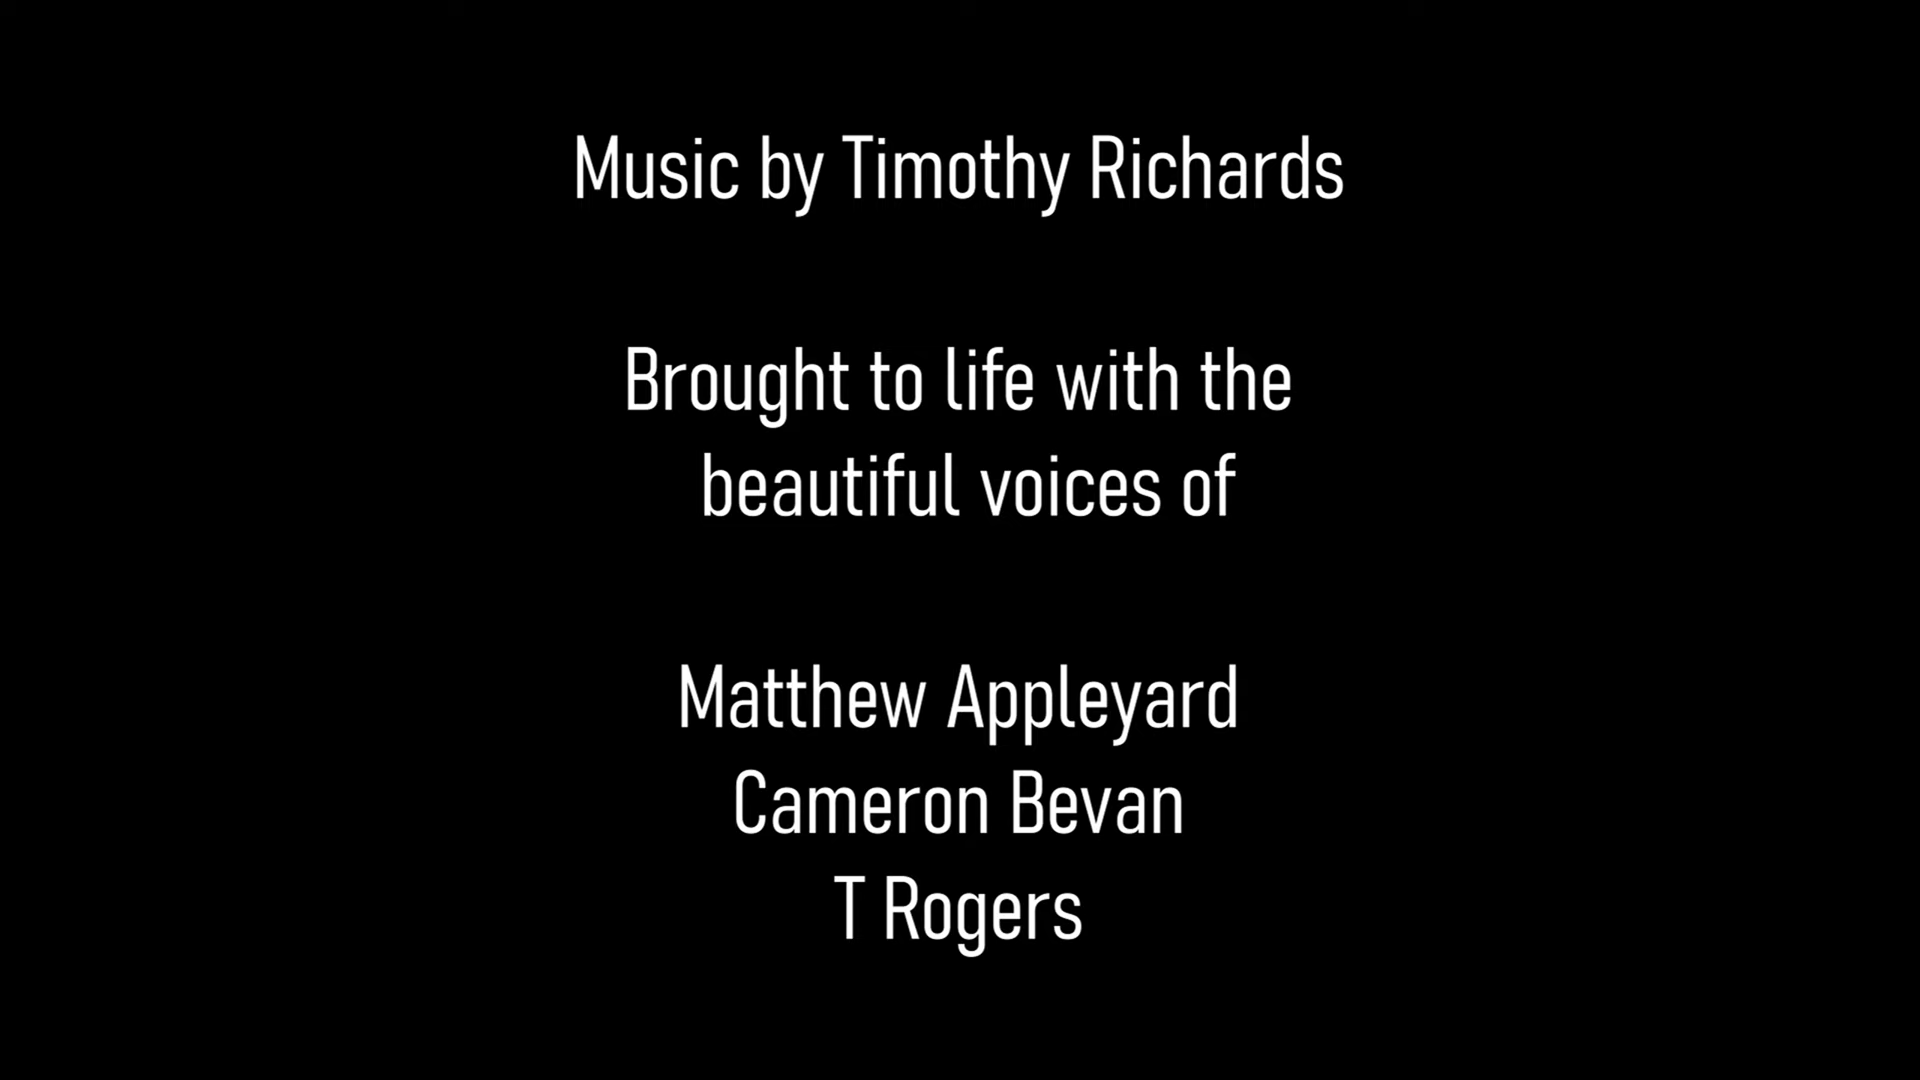 Music by Timothy Richards
Brought to life with the
beautiful voices of
Matthew Appleyard
Cameron Bevan
T Rogers